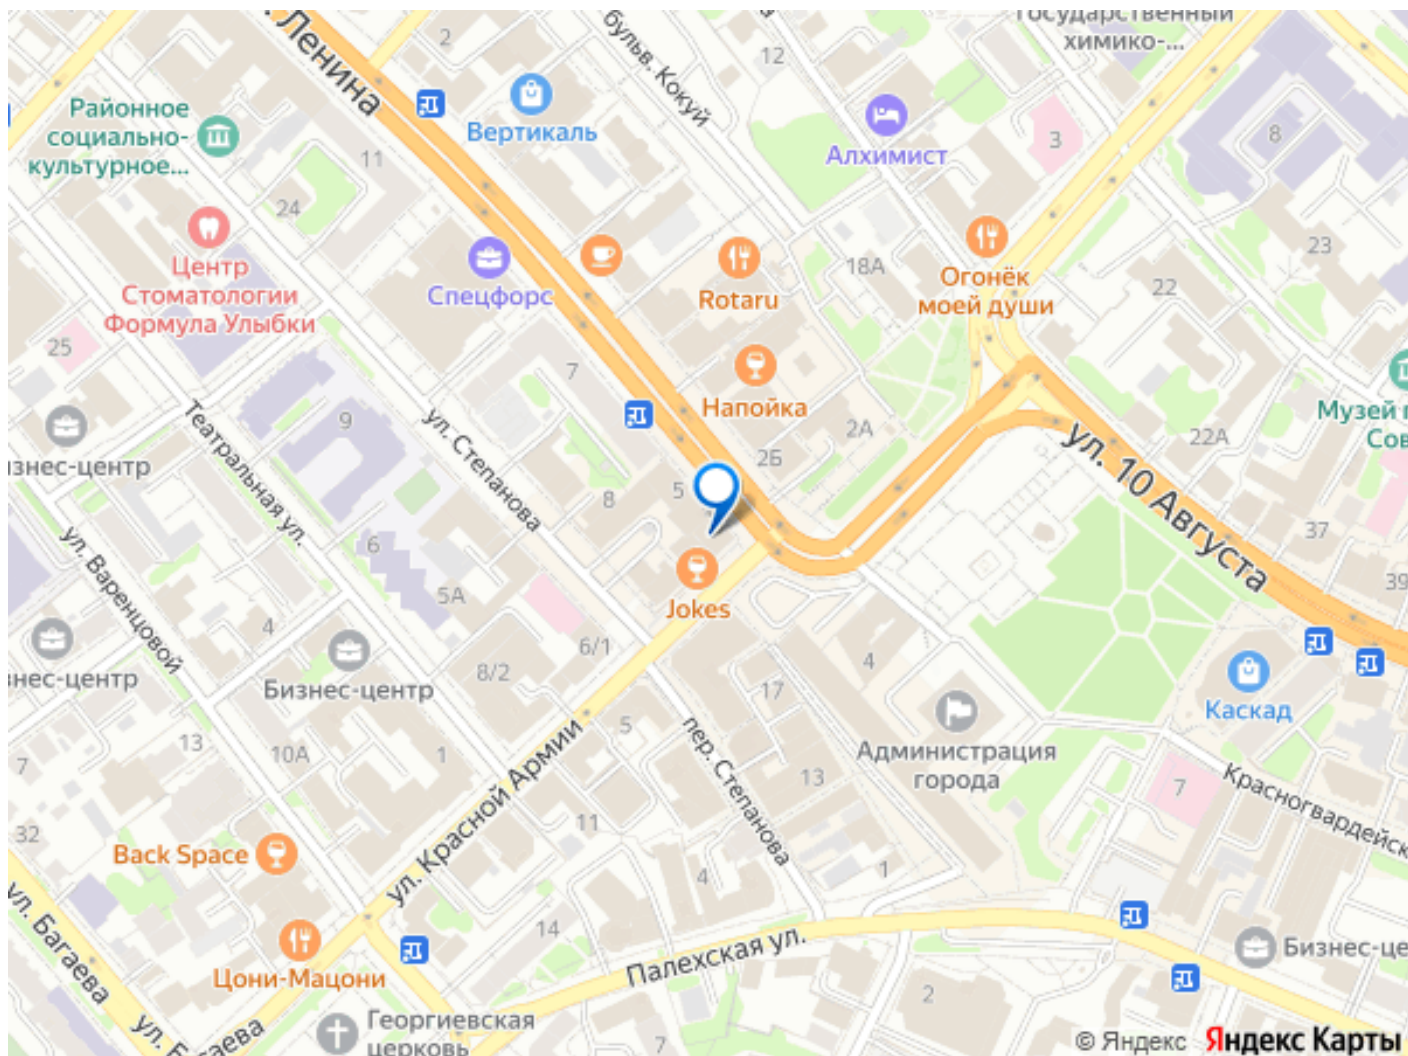 Ленина
2
бульв. Кокуй
12
Государственный
химико-...
Районное
социально-
культурное...
11
Вертикаль
Алхимист
3
8
24
Центр
Стоматологии
Формула Улыбки
Спецфорс
Rotaru
18А
Огонёк
моей души
22
23
25
7
9
Напойка
2А
2Б
22А
Музей
Сов
ул. 10 Августа
37
39
изнес-центр
Театральная ул.
ул. Степанова
8
5
6
5А
ул. Варенцовой
4
Jokes
6/1
8/2
Бизнес-центр
знес-центр
13
7
10А
1
5
17
4
Администрация
города
Каскад
7
Красногвардейск
пер. Степанова
13
ул. Красной Армии
11
32
Back Space
4
1
14
ул. Багаева
Цони-Мацони
Палехская ул.
2
Бизнес-це
Георгиевская
церковь
7
© Яндекс Яндекс Карты